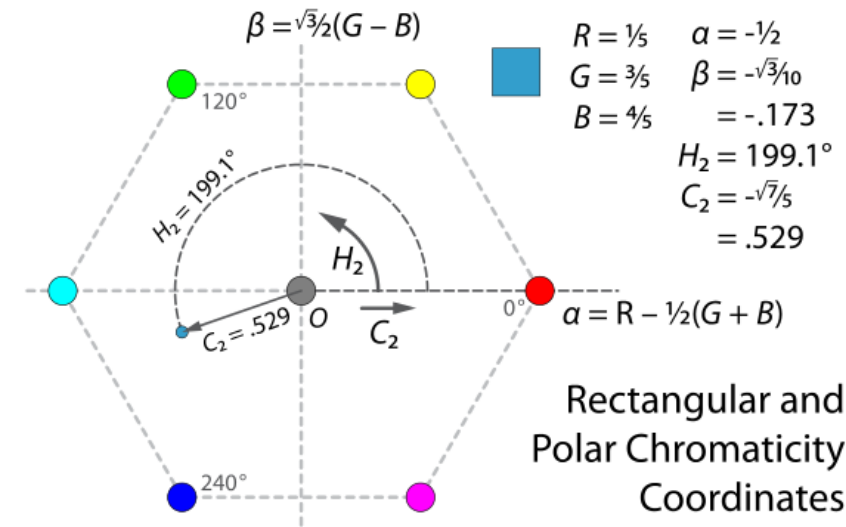 β = √3⁄2(G – B)
R = ⅕ α = -½
G = ⅗ β = -√3⁄10
B = ⅘ = -.173
H₂ = 199.1°
C₂ = -√7⁄5
= .529
120°
H₂ = 199.1°
H₂
0°
α = R – ½(G + B)
C₂ = .529
O
C₂
240°
Rectangular and
Polar Chromaticity
Coordinates